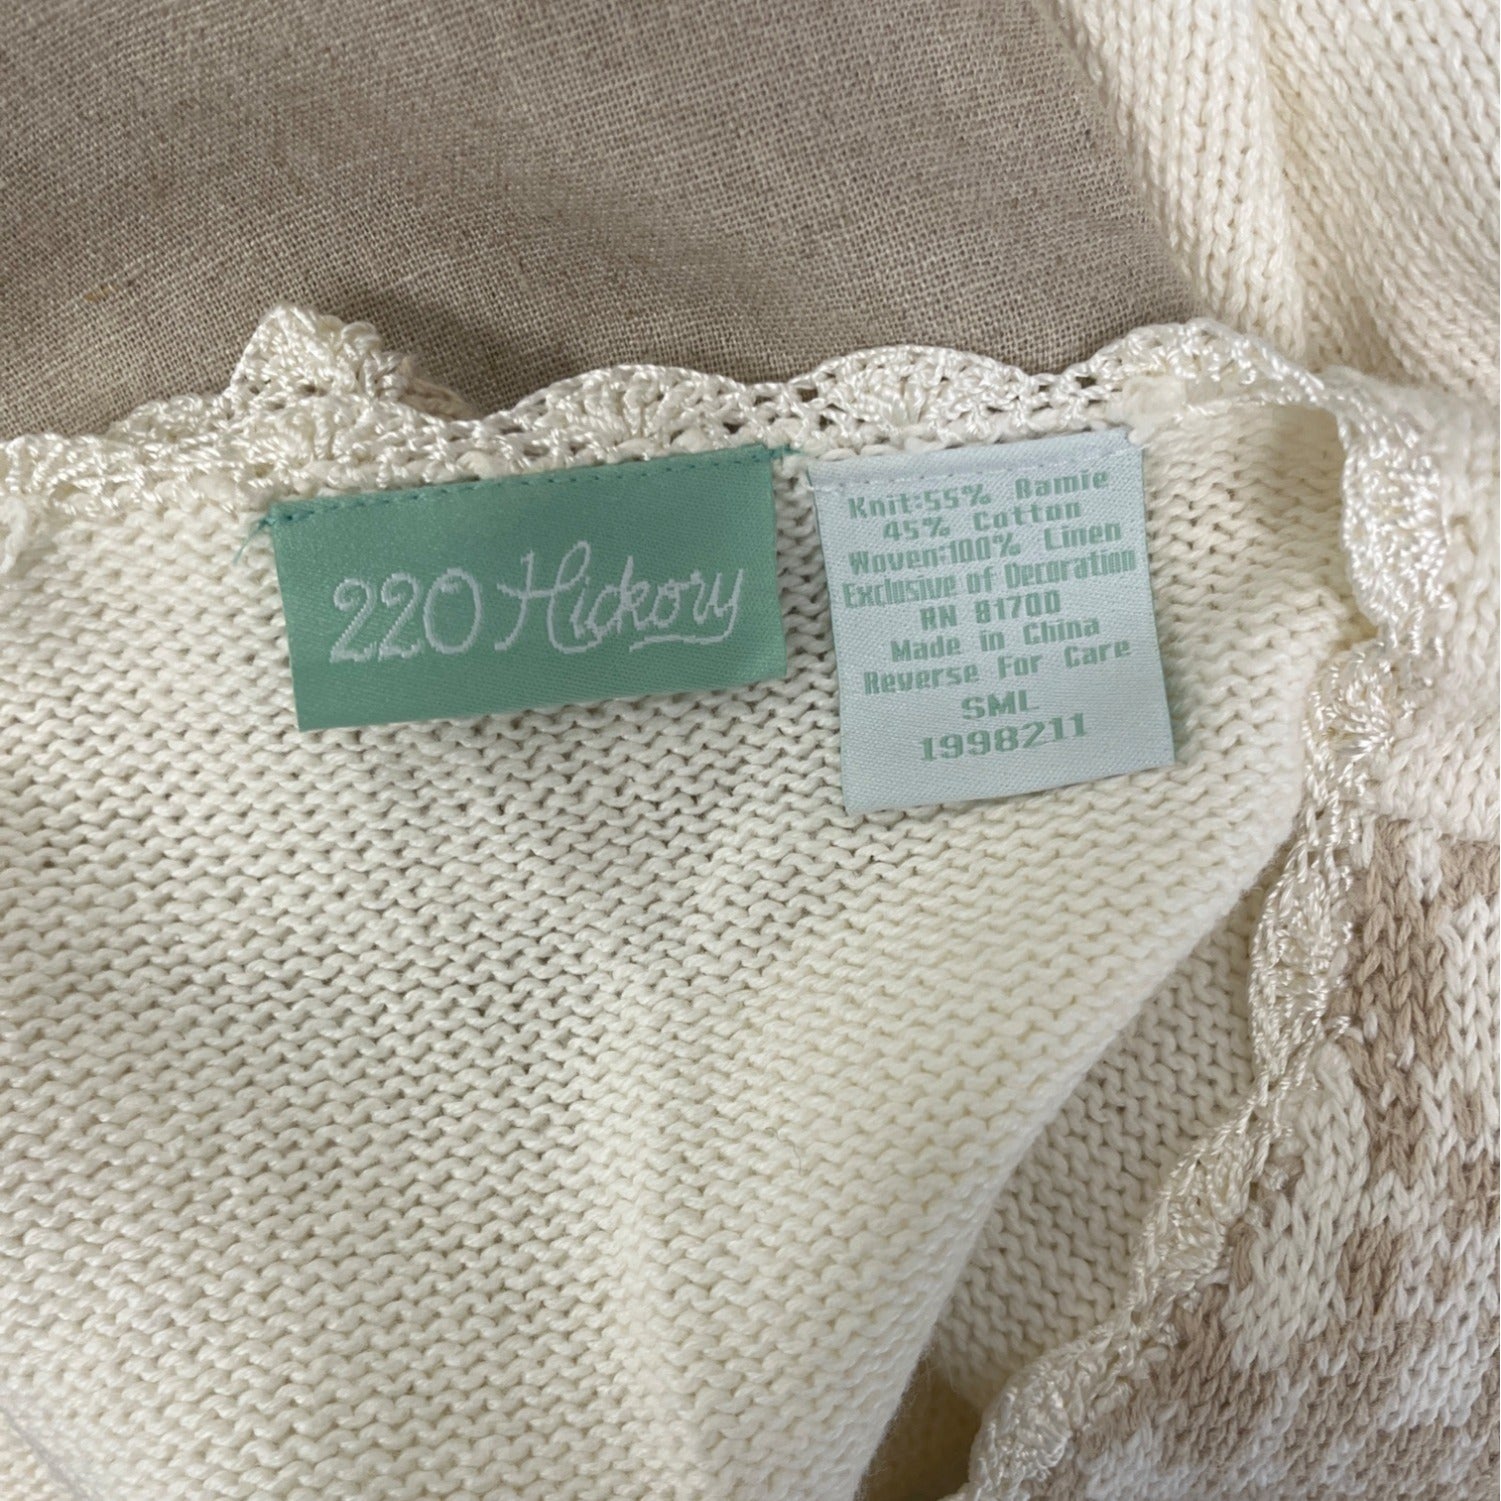 220 Hickory
Knit:55% Ramie
45% Cotton
Woven:100% Linen
Exclusive of Decoration
RN 81700
Made in China
Reverse For Care
SML
1998211